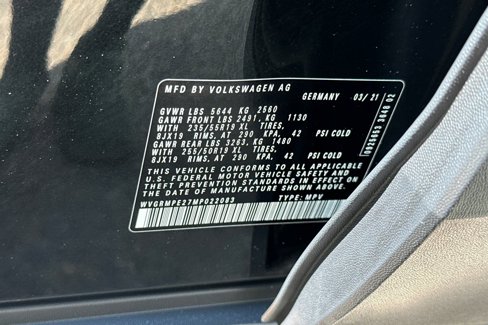 MFD BY VOLKSWAGEN AG
GERMANY 03/21
GVWR LBS 5644 KG 2560
GAWR FRONT LBS 2491, KG 1130
WITH 235/55R19 XL TIRES,
8JX19 RIMS, AT 290 KPA, 42 PSI COLD
GAWR REAR LBS 3263, KG 1480
WITH 255/50R19 XL TIRES,
8JX19 RIMS, AT 290 KPA, 42 PSI COLD
THIS VEHICLE CONFORMS TO ALL APPLICABLE
U.S. FEDERAL MOTOR VEHICLE SAFETY AND
THEFT PREVENTION STANDARDS IN EFFECT ON
THE DATE OF MANUFACTURE SHOWN ABOVE.
WVGRMPE27MP022083 TYPE: MPV